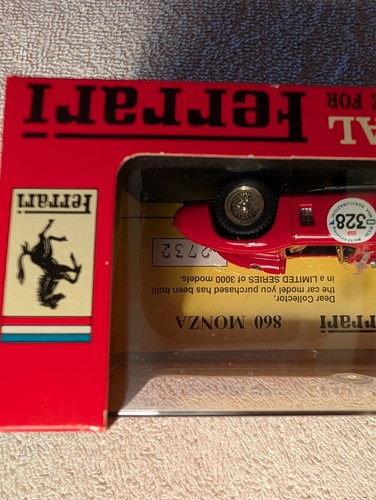 Ferrari
860 MONZA
Dear Collector,
the car model you purchased has been built
in a LIMITED SERIES of 3000 models.
2732
328
Ferrari
Ferrari
FOR